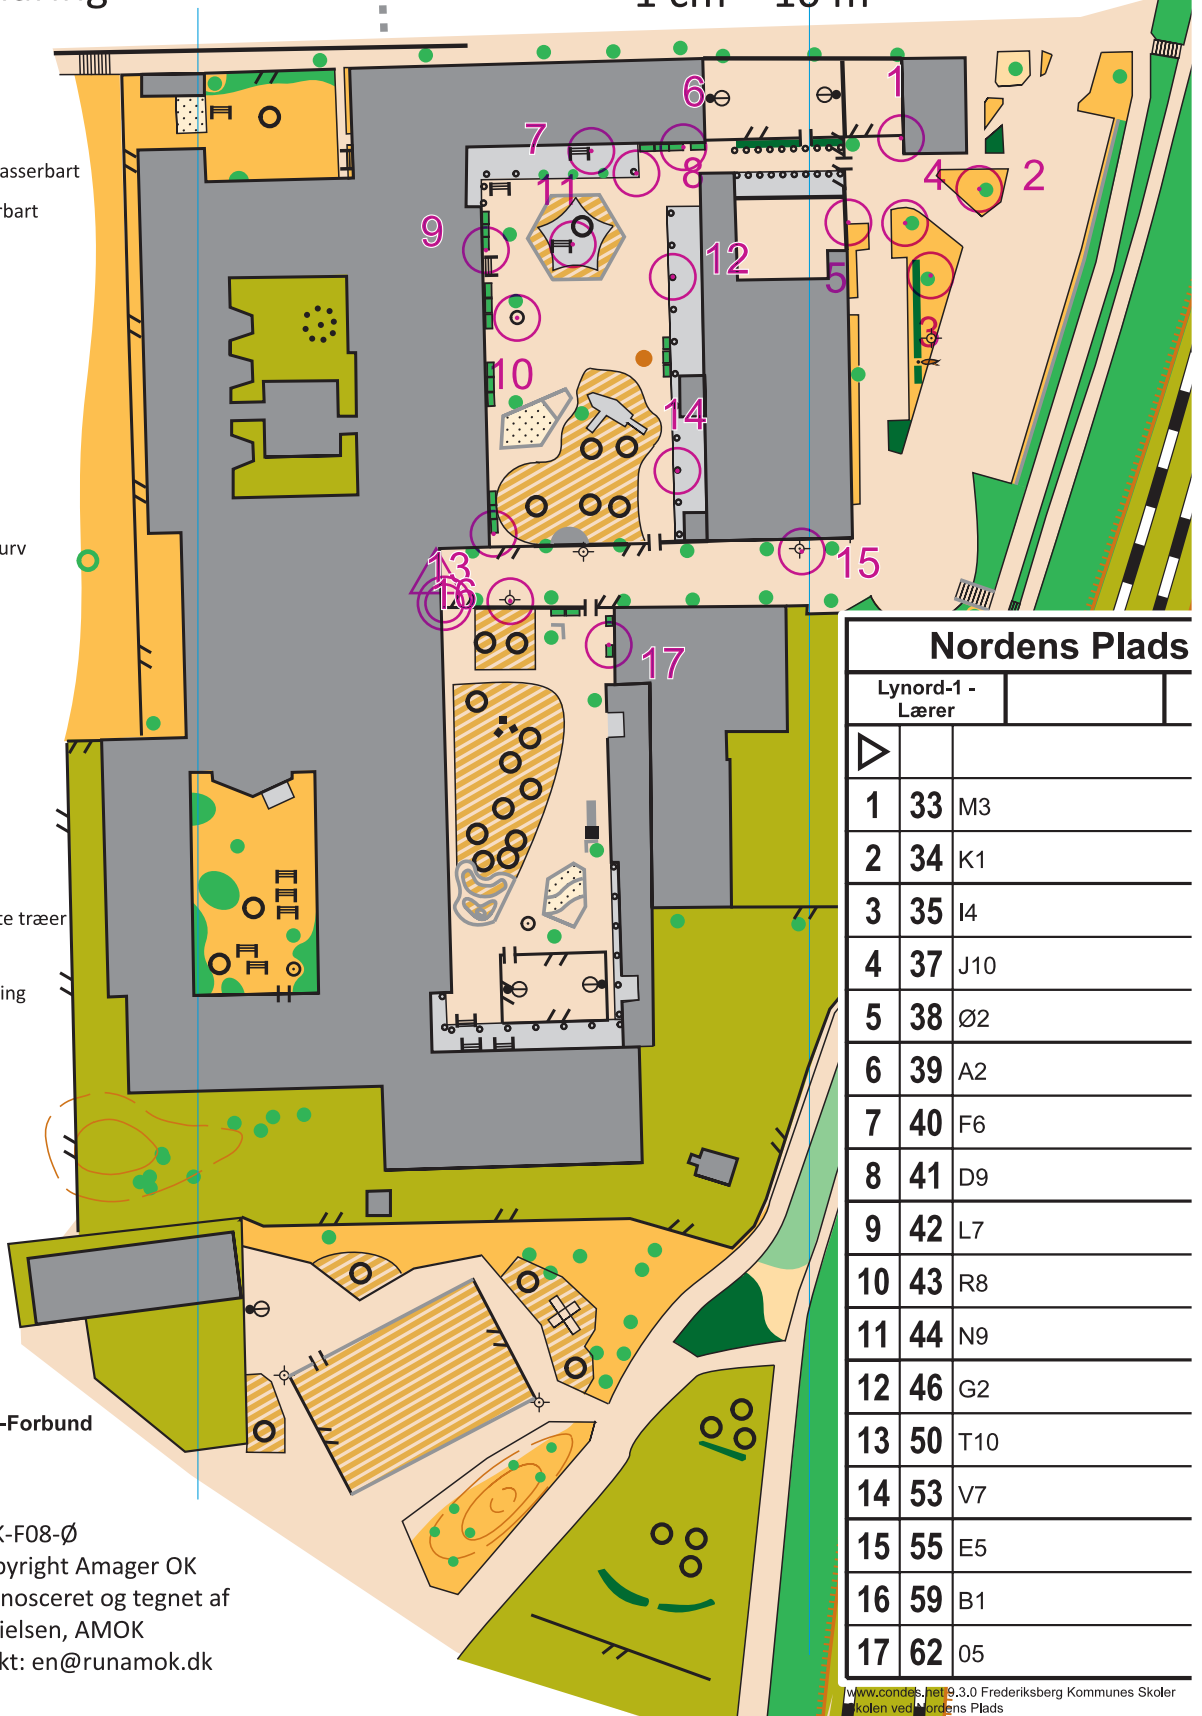 1
6
7
8
4
2
11
9
12
5
3
10
14
13
15
16
17
asserbart
rbart
urv
te træer
ing
-Forbund
K-F08-Ø
pyright Amager OK
nosceret og tegnet af
ielsen, AMOK
kt: en@runamok.dk
Nordens Plads
Lynord-1 -
Lærer
1 33 M3
2 34 K1
3 35 I4
4 37 J10
5 38 Ø2
6 39 A2
7 40 F6
8 41 D9
9 42 L7
10 43 R8
11 44 N9
12 46 G2
13 50 T10
14 53 V7
15 55 E5
16 59 B1
17 62 05
www.condes.net 9.3.0 Frederiksberg Kommunes Skoler
Skolen ved Nordens Plads